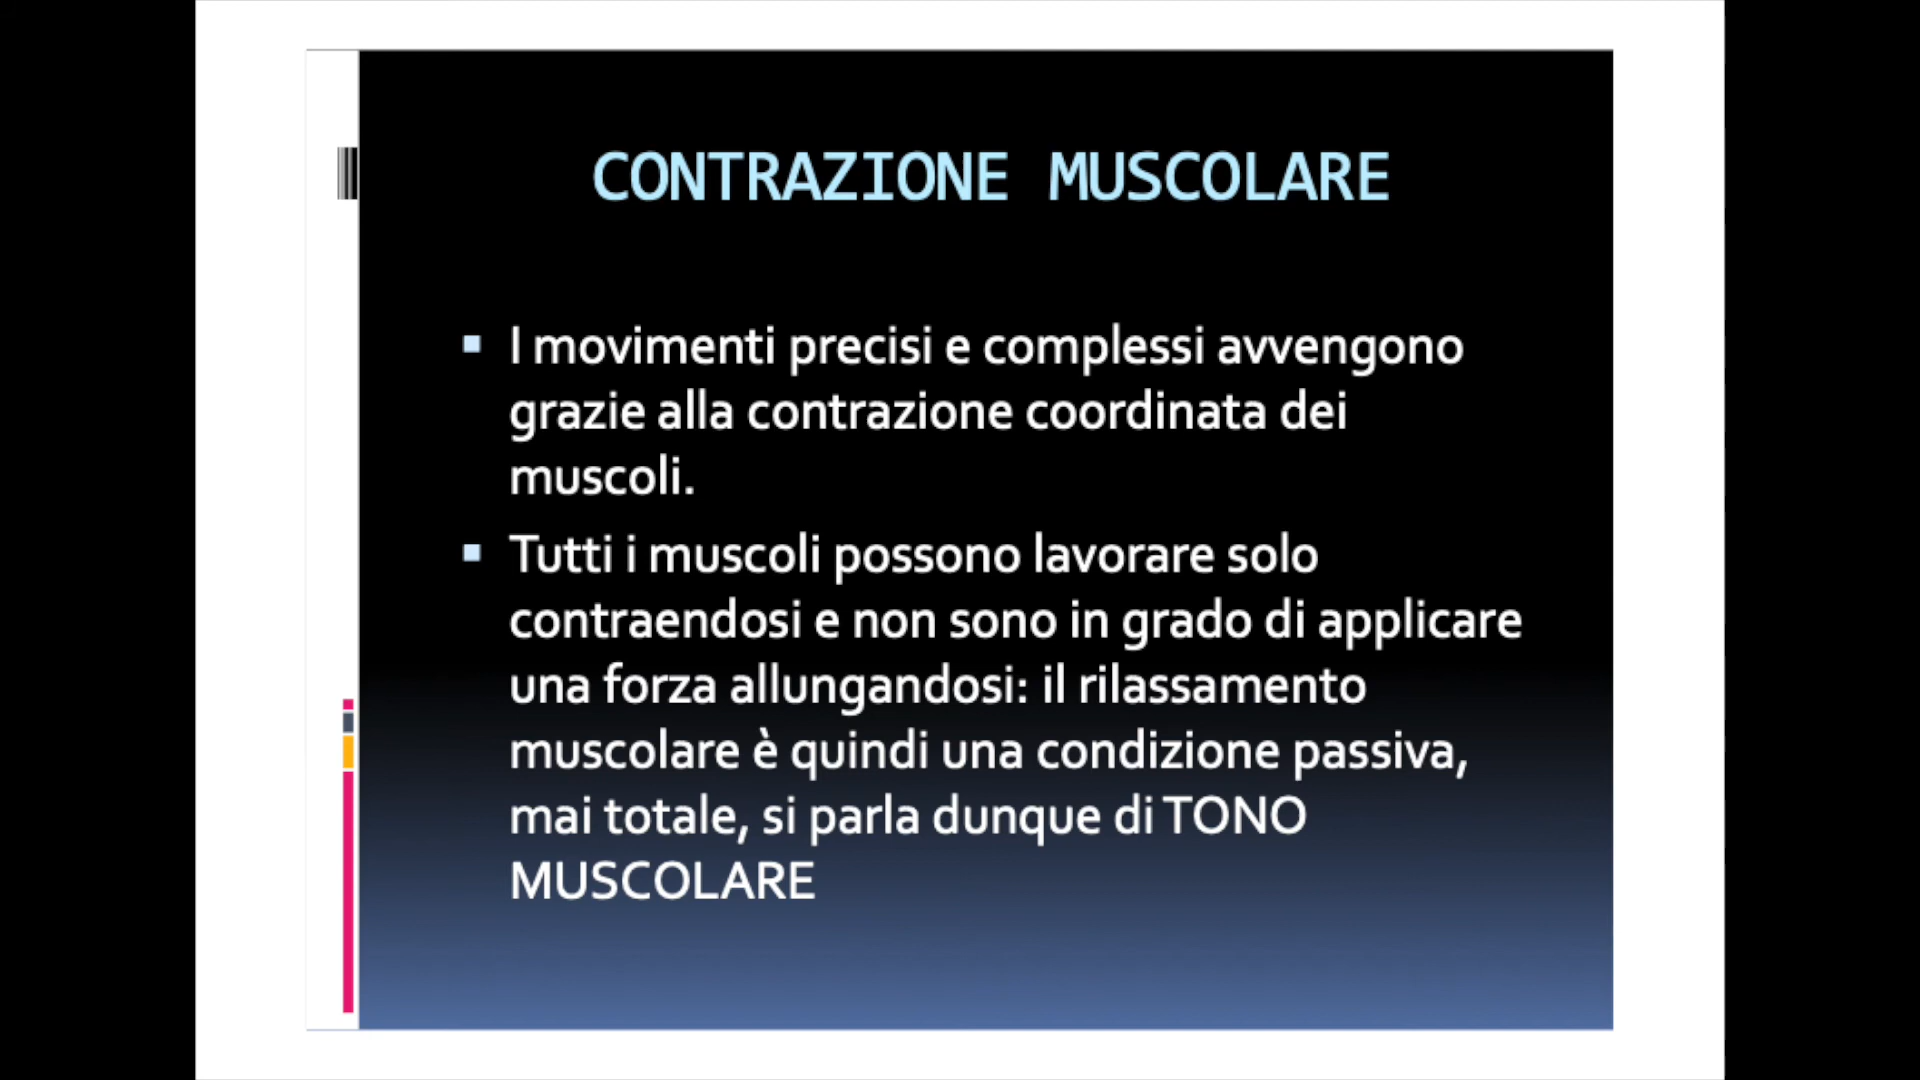 CONTRAZIONE MUSCOLARE
I movimenti precisi e complessi avvengono
grazie alla contrazione coordinata dei
muscoli.
Tutti i muscoli possono lavorare solo
contraendosi e non sono in grado di applicare
una forza allungandosi: il rilassamento
muscolare è quindi una condizione passiva,
mai totale, si parla dunque di TONO
MUSCOLARE